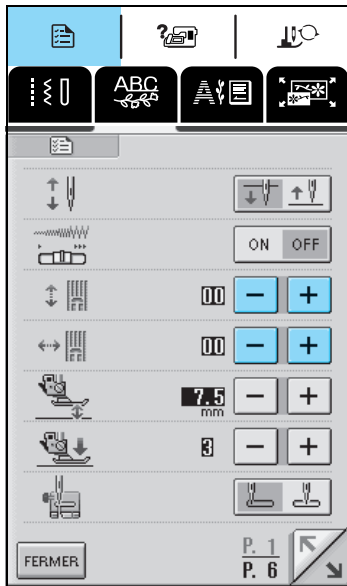 ?
ABC
A
ON OFF
00 − +
00 − +
7.5 mm − +
3 − +
FERMER
P. 1
P. 6